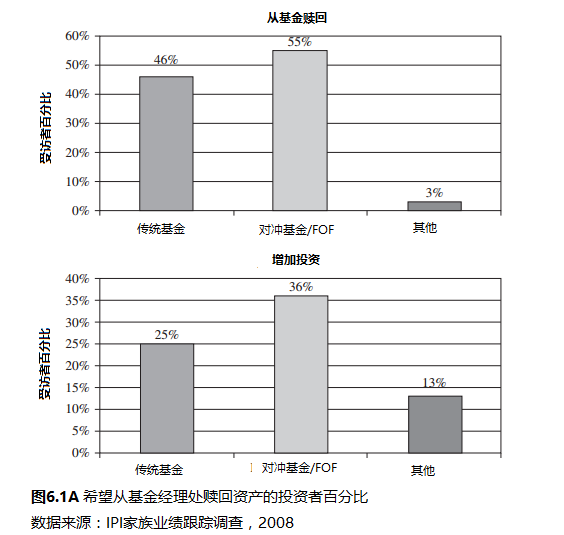 从基金赎回
60%
50%
40%
30%
20%
10%
0%
受访者百分比
46%
55%
3%
传统基金
对冲基金/FOF
其他
增加投资
40%
35%
30%
25%
20%
15%
10%
5%
0%
受访者百分比
25%
36%
13%
传统基金
对冲基金/FOF
其他
图6.1A 希望从基金经理处赎回资产的投资者百分比
数据来源：IPI家族业绩跟踪调查，2008